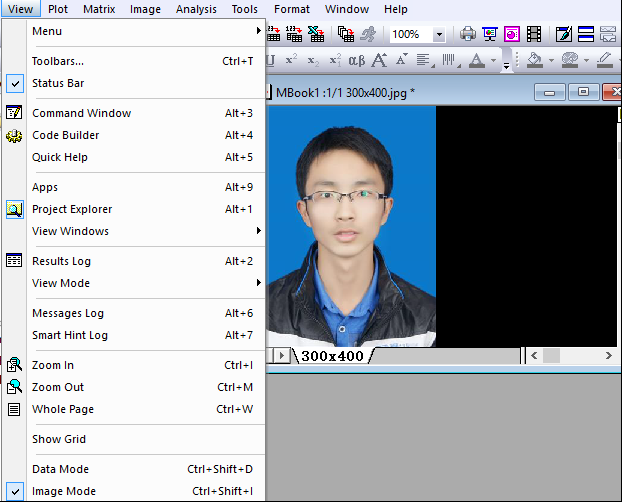 View Plot Matrix Image Analysis Tools Format Window Help
Menu
100%
Toolbars... Ctrl+T
Status Bar
MBook1 :1/1 300x400.jpg *
Command Window Alt+3
Code Builder Alt+4
Quick Help Alt+5
Apps Alt+9
Project Explorer Alt+1
View Windows
Results Log Alt+2
View Mode
Messages Log Alt+6
Smart Hint Log Alt+7
300x400
Zoom In Ctrl+I
Zoom Out Ctrl+M
Whole Page Ctrl+W
Show Grid
Data Mode Ctrl+Shift+D
Image Mode Ctrl+Shift+I